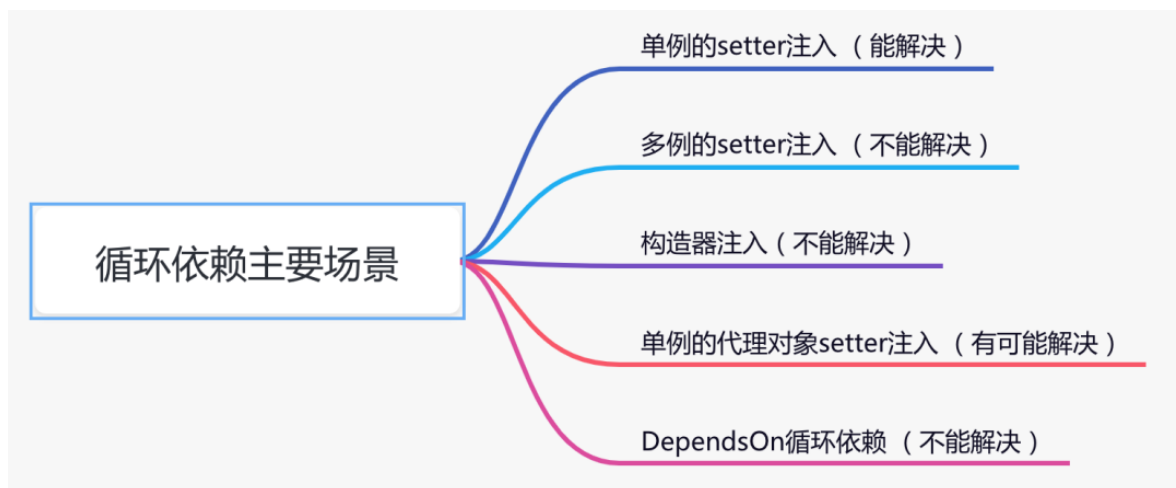 单例的setter注入 （能解决）
多例的setter注入 （不能解决）
循环依赖主要场景
构造器注入（不能解决）
单例的代理对象setter注入 （有可能解决）
DependsOn循环依赖 （不能解决）